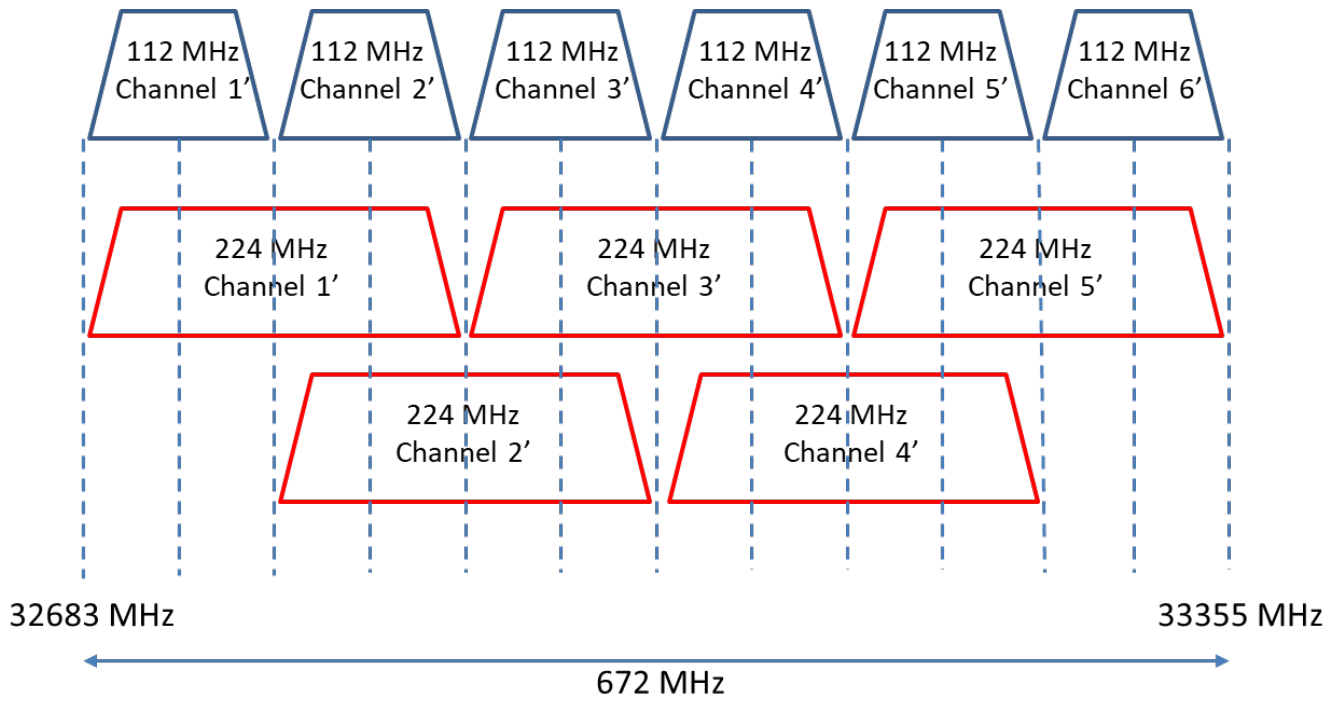 112 MHz
Channel 1’
112 MHz
Channel 2’
112 MHz
Channel 3’
112 MHz
Channel 4’
112 MHz
Channel 5’
112 MHz
Channel 6’
224 MHz
Channel 1’
224 MHz
Channel 3’
224 MHz
Channel 5’
224 MHz
Channel 2’
224 MHz
Channel 4’
32683 MHz
33355 MHz
672 MHz